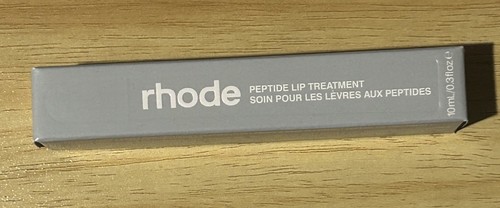 rhode
PEPTIDE LIP TREATMENT
SOIN POUR LES LÈVRES AUX PEPTIDES
10mL/0.3fl oz ℮